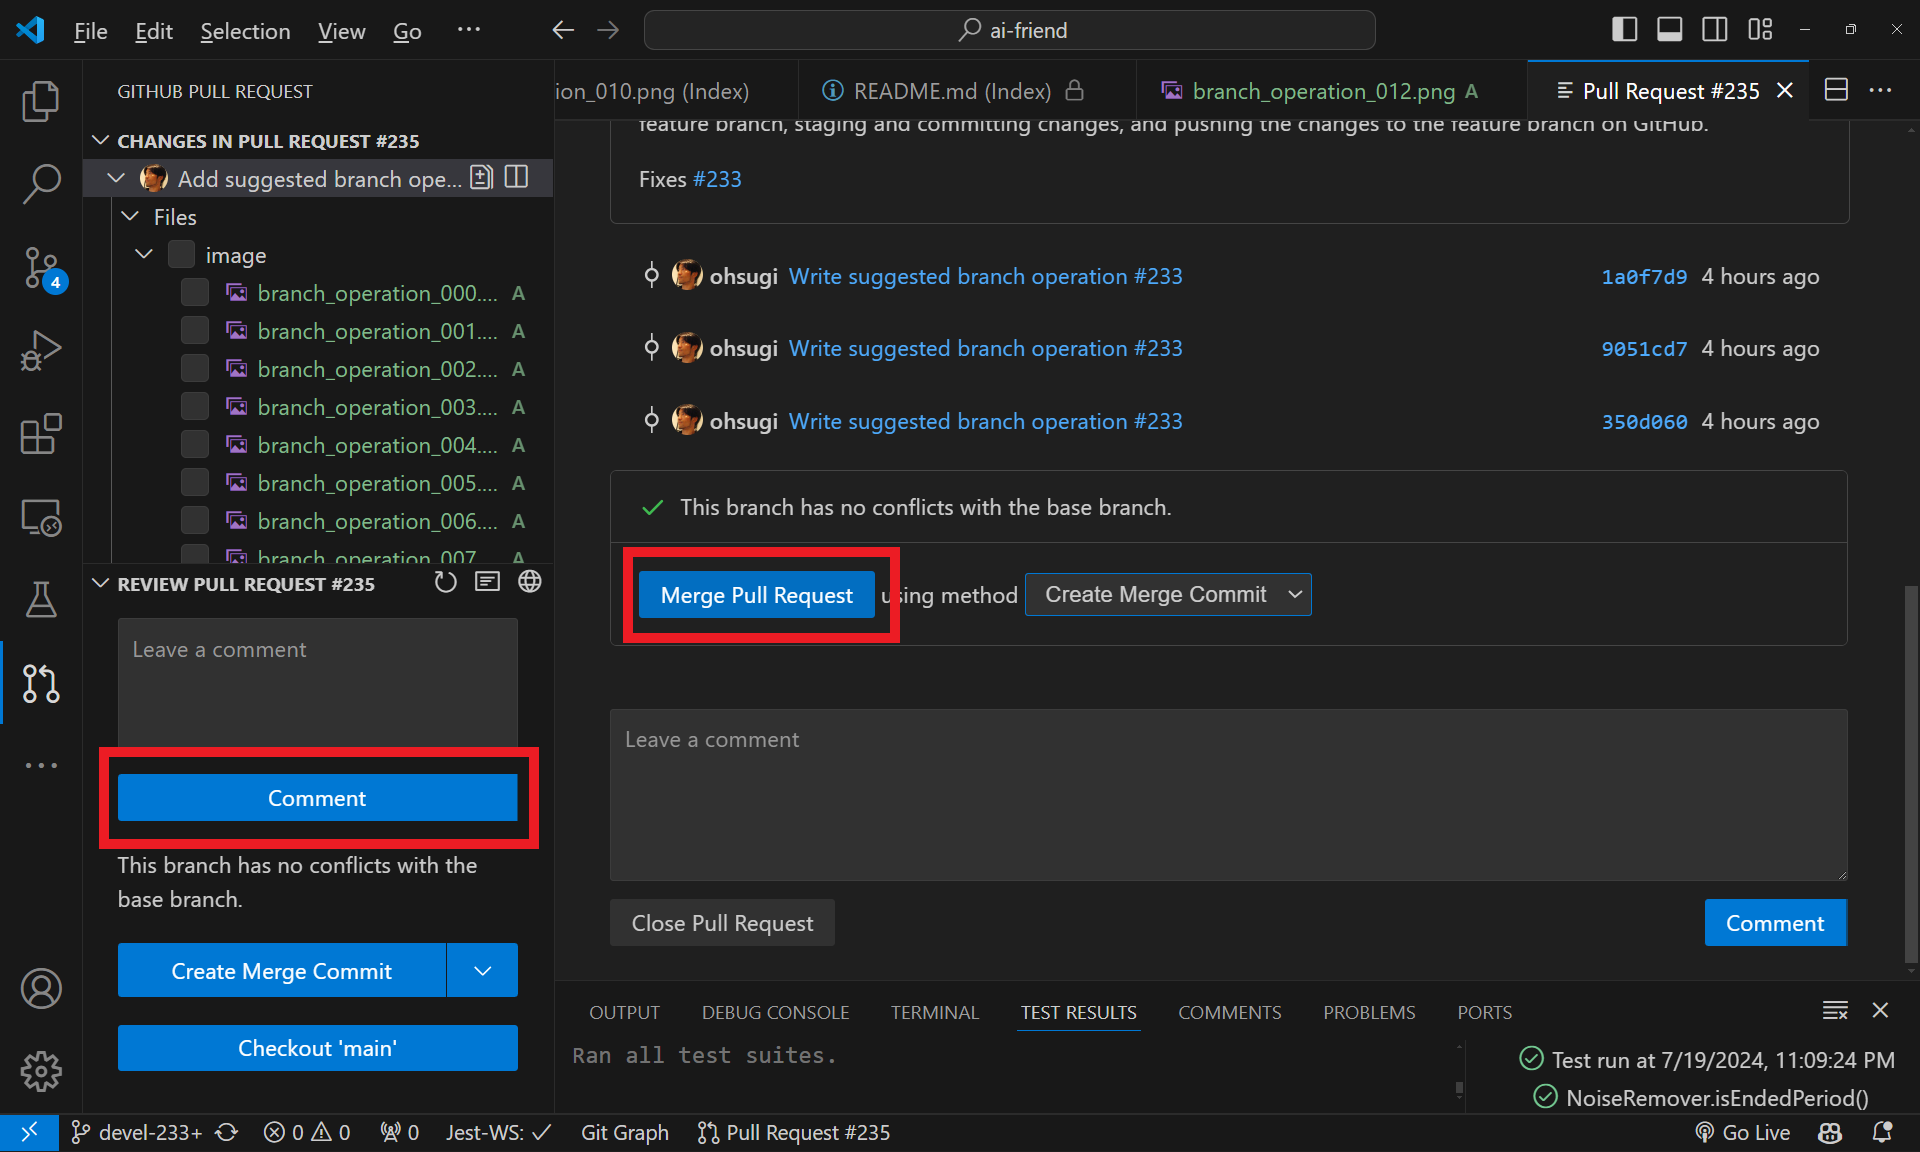 File Edit Selection View Go ···
ai-friend
GITHUB PULL REQUEST
CHANGES IN PULL REQUEST #235
Add suggested branch ope...
Files
image
branch_operation_000.... A
branch_operation_001.... A
branch_operation_002.... A
branch_operation_003.... A
branch_operation_004.... A
branch_operation_005.... A
branch_operation_006.... A
branch_operation_007 A
4
REVIEW PULL REQUEST #235
Leave a comment
Comment
This branch has no conflicts with the
base branch.
Create Merge Commit
Checkout 'main'
ion_010.png (Index)
README.md (Index)
branch_operation_012.png A
Pull Request #235
feature branch, staging and committing changes, and pushing the changes to the feature branch on GitHub.
Fixes #233
ohsugi Write suggested branch operation #233 1a0f7d9 4 hours ago
ohsugi Write suggested branch operation #233 9051cd7 4 hours ago
ohsugi Write suggested branch operation #233 350d060 4 hours ago
This branch has no conflicts with the base branch.
Merge Pull Request using method Create Merge Commit
Leave a comment
Close Pull Request
Comment
OUTPUT DEBUG CONSOLE TERMINAL TEST RESULTS COMMENTS PROBLEMS PORTS
Ran all test suites.
Test run at 7/19/2024, 11:09:24 PM
NoiseRemover.isEndedPeriod()
devel-233+ 0 0 0 Jest-WS: Git Graph Pull Request #235 Go Live